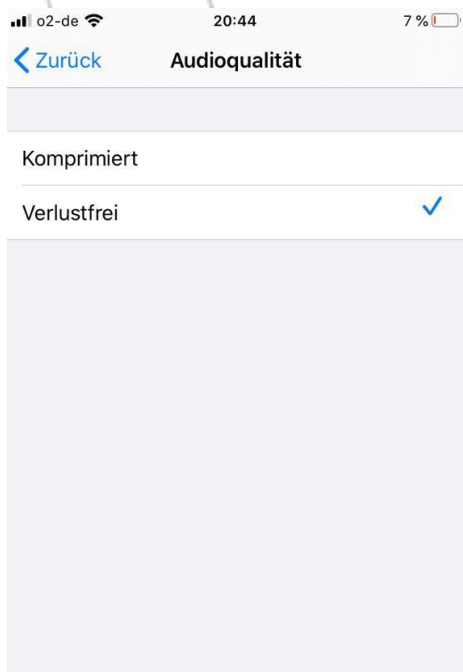 o2-de 20:44 7 %
Zurück Audioqualität
Komprimiert
Verlustfrei